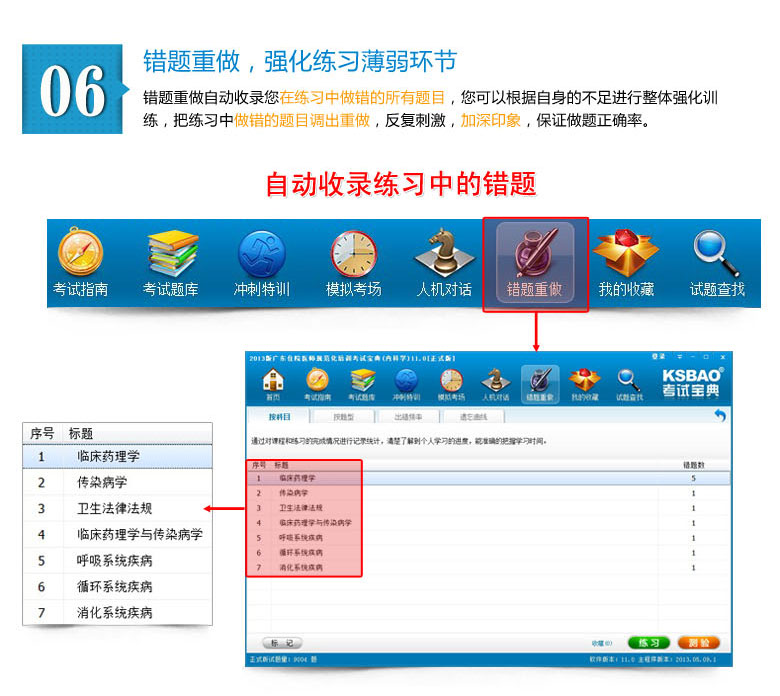 06
错题重做，强化练习薄弱环节
错题重做自动收录您在练习中做错的所有题目，您可以根据自身的不足进行整体强化训
练，把练习中做错的题目调出重做，反复刺激，加深印象，保证做题正确率。
自动收录练习中的错题
考试指南 考试题库 冲刺特训 模拟考场 人机对话 错题重做 我的收藏 试题查找
2013版广东住院医师规范化培训考试宝典(内科学)11.0[正式版]
登录
首页 考试指南 考试题库 冲刺特训 模拟考场 人机对话 错题重做 我的收藏 试题查找
KSBAO®
考试宝典
按科目 按题型 出错频率 遗忘曲线
通过对课程和练习的完成情况进行记录统计，清楚了解到个人学习的进度，能准确的把握学习时间。
序号 标题 错题数
1 临床药理学 5
2 传染病学 1
3 卫生法律法规 1
4 临床药理学与传染病学 1
5 呼吸系统疾病 1
6 循环系统疾病 1
7 消化系统疾病 1
标 记
收藏(C)
练 习
测 验
正式版试题量: 9004 题
软件版本: 11.0 主程序版本: 2013.05.09.1
序号 标题
1 临床药理学
2 传染病学
3 卫生法律法规
4 临床药理学与传染病学
5 呼吸系统疾病
6 循环系统疾病
7 消化系统疾病